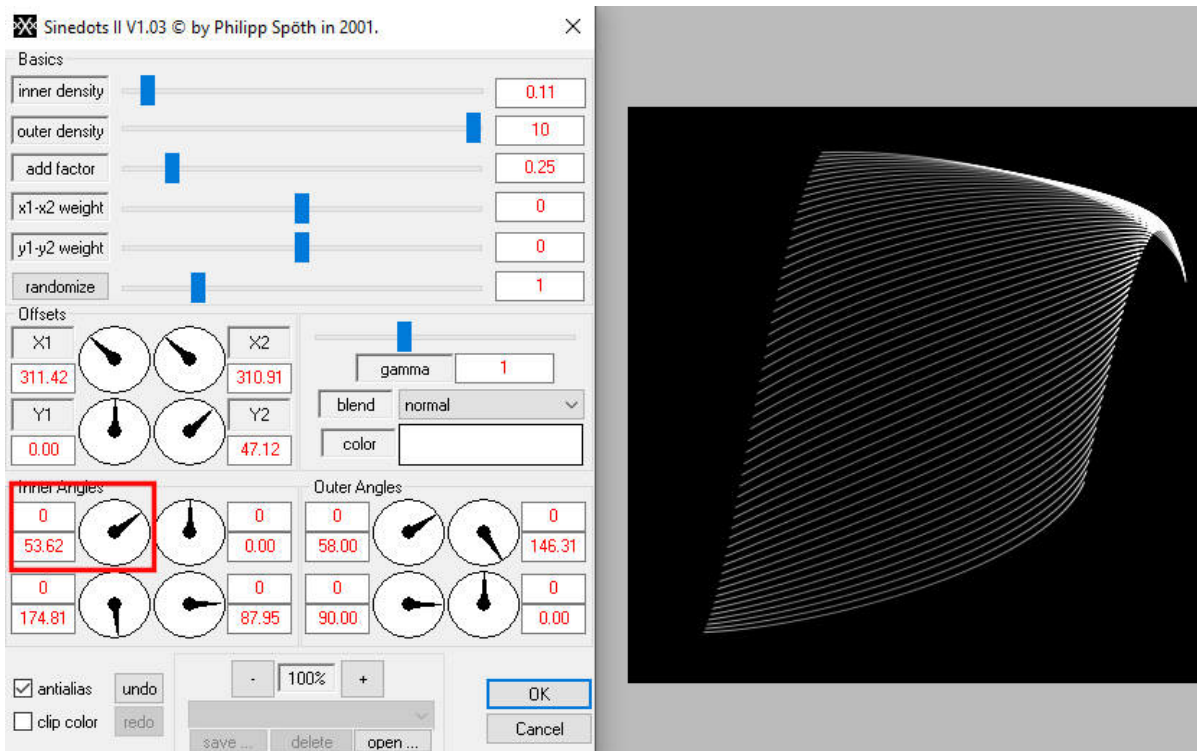 Sinedots II V1.03 © by Philipp Spöth in 2001.
Basics
inner density 0.11
outer density 10
add factor 0.25
x1-x2 weight 0
y1-y2 weight 0
randomize 1
Offsets
X1 X2
311.42 310.91
gamma 1
Y1 Y2
blend normal
0.00 47.12
color
Inner Angles Outer Angles
0 0 0 0
53.62 0.00 58.00 146.31
0 0 0 0
174.81 87.95 90.00 0.00
antialias undo - 100% + OK
clip color redo Cancel
save ... delete open ...